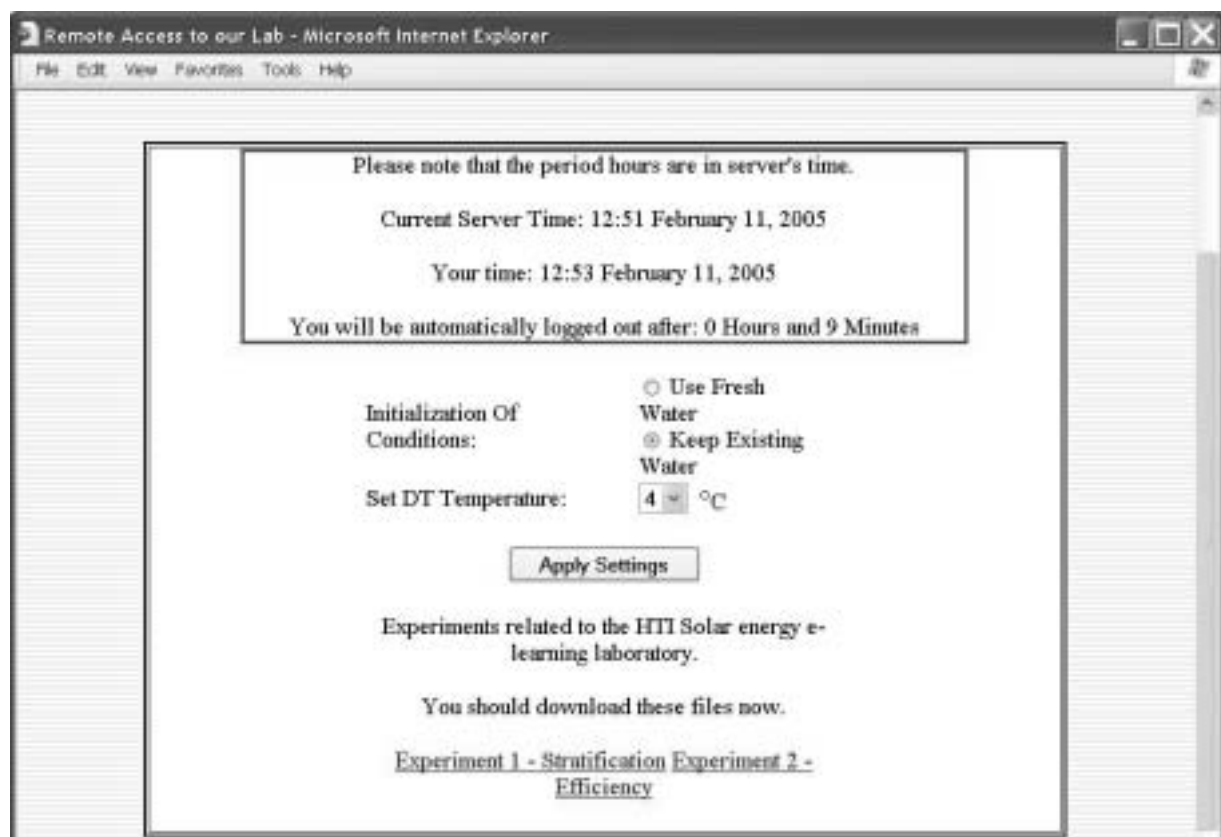 Remote Access to our Lab - Microsoft Internet Explorer
File Edit View Favorites Tools Help
Please note that the period hours are in server's time.
Current Server Time: 12:51 February 11, 2005
Your time: 12:53 February 11, 2005
You will be automatically logged out after: 0 Hours and 9 Minutes
Initialization Of
Conditions:
Use Fresh
Water
Keep Existing
Water
Set DT Temperature:
4 °C
Apply Settings
Experiments related to the HTI Solar energy e-
learning laboratory.
You should download these files now.
Experiment 1 - Stratification Experiment 2 -
Efficiency